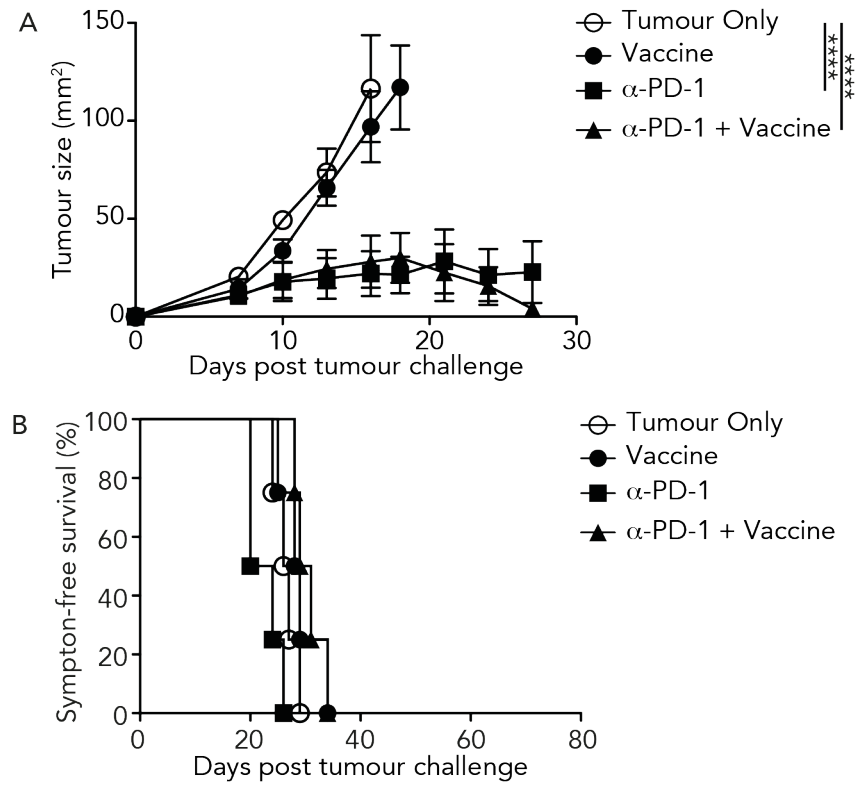 A
150
100
50
0
Tumour size (mm²)
0 10 20 30
Days post tumour challenge
Tumour Only
Vaccine
α-PD-1
α-PD-1 + Vaccine
****
****
B
100
80
60
40
20
0
Sympton-free survival (%)
0 20 40 60 80
Days post tumour challenge
Tumour Only
Vaccine
α-PD-1
α-PD-1 + Vaccine